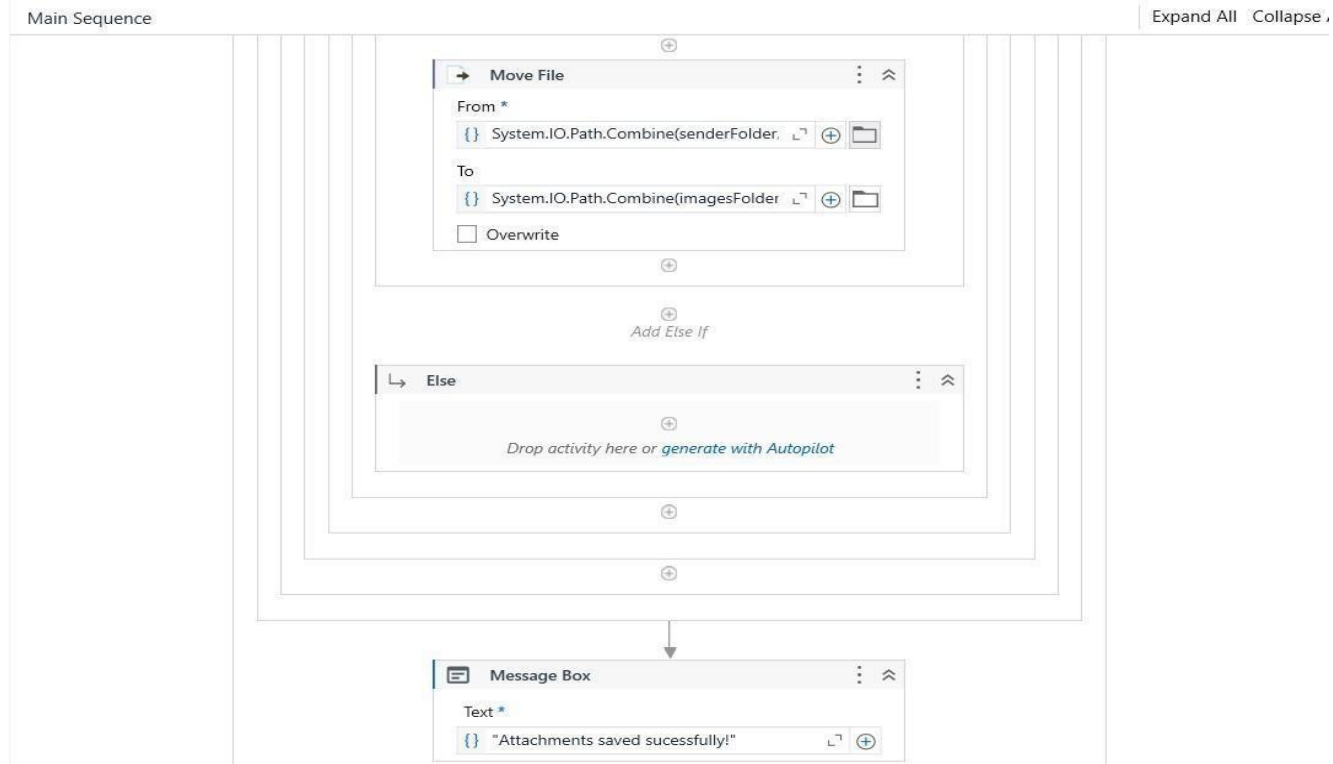 Main Sequence
Expand All Collapse
Move File
From *
{} System.IO.Path.Combine(senderFolder.
To
{} System.IO.Path.Combine(imagesFolder
Overwrite
Add Else If
Else
Drop activity here or generate with Autopilot
Message Box
Text *
{} "Attachments saved sucessfully!"